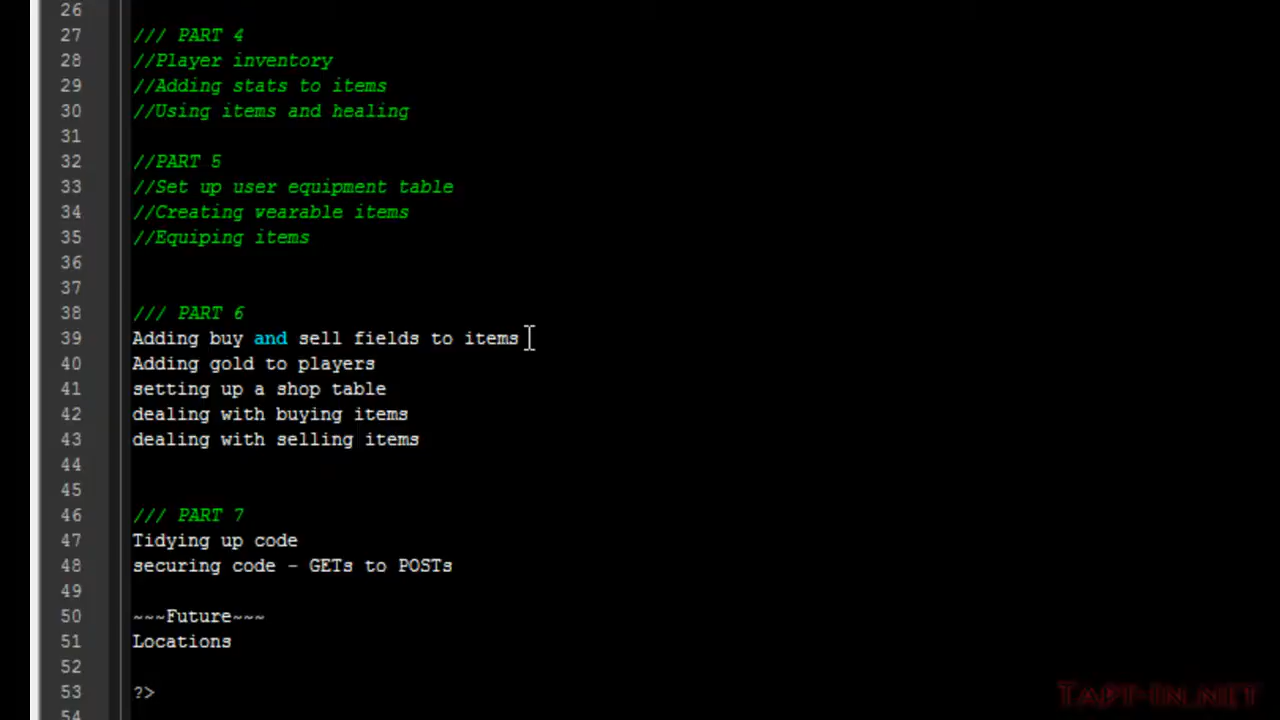 26
27 /// PART 4
28 //Player inventory
29 //Adding stats to items
30 //Using items and healing
31
32 //PART 5
33 //Set up user equipment table
34 //Creating wearable items
35 //Equiping items
36
37
38 /// PART 6
39 Adding buy and sell fields to items
40 Adding gold to players
41 setting up a shop table
42 dealing with buying items
43 dealing with selling items
44
45
46 /// PART 7
47 Tidying up code
48 securing code - GETs to POSTs
49
50 ~~~Future~~~
51 Locations
52
53 ?>
54
TAPT-IN.NET